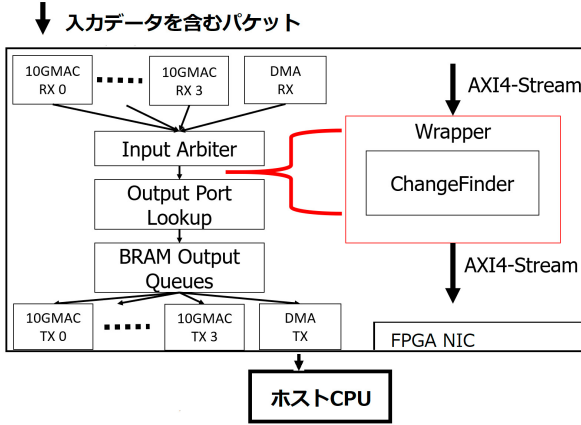 入力データを含むパケット
10GMAC
RX 0
10GMAC
RX 3
DMA
RX
AXI4-Stream
Input Arbiter
Wrapper
ChangeFinder
Output Port
Lookup
BRAM Output
Queues
AXI4-Stream
10GMAC
TX 0
10GMAC
TX 3
DMA
TX
FPGA NIC
ホストCPU